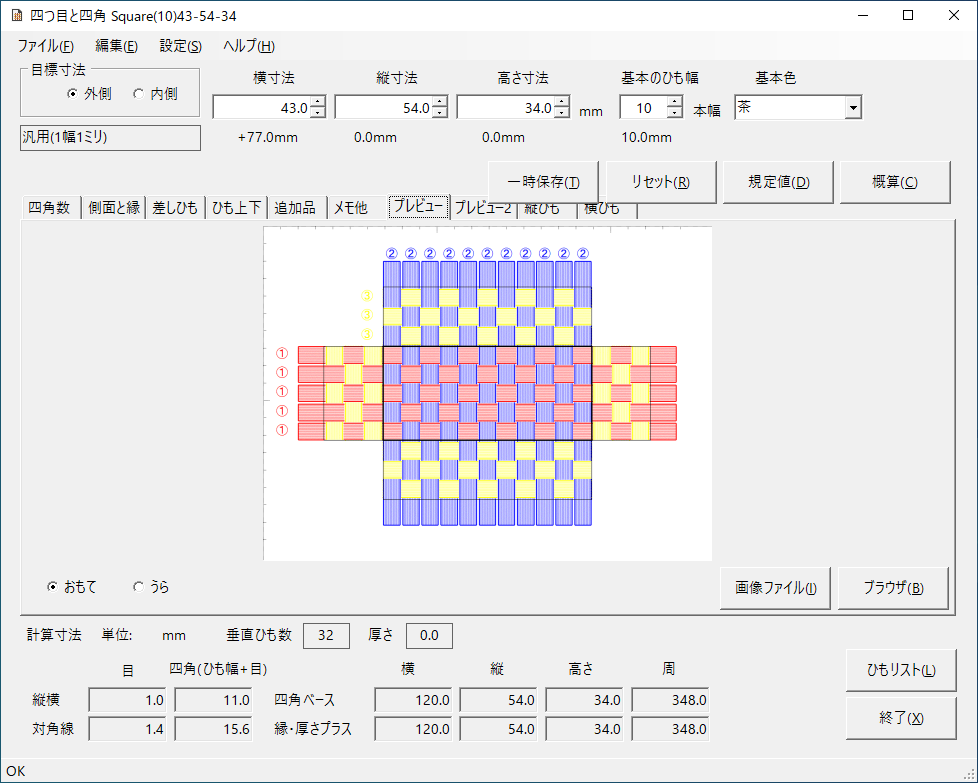 四つ目と四角 Square(10)43-54-34
ファイル(F) 編集(E) 設定(S) ヘルプ(H)
目標寸法 横寸法 縦寸法 高さ寸法 基本のひも幅 基本色
外側 内側 43.0 54.0 34.0 mm 10 本幅 茶
汎用(1幅1ミリ) +77.0mm 0.0mm 0.0mm 10.0mm
一時保存(T) リセット(R) 規定値(D) 概算(C)
四角数 側面と縁 差しひも ひも上下 追加品 メモ他 プレビュー プレビュー2 縦ひも 横ひも
② ② ② ② ② ② ② ② ② ② ②
③
③
③
①
①
①
①
①
おもて うら 画像ファイル(I) ブラウザ(B)
計算寸法 単位: mm 垂直ひも数 32 厚さ 0.0
目 四角(ひも幅+目) 横 縦 高さ 周 ひもリスト(L)
縦横 1.0 11.0 四角ベース 120.0 54.0 34.0 348.0
対角線 1.4 15.6 縁・厚さプラス 120.0 54.0 34.0 348.0 終了(X)
OK